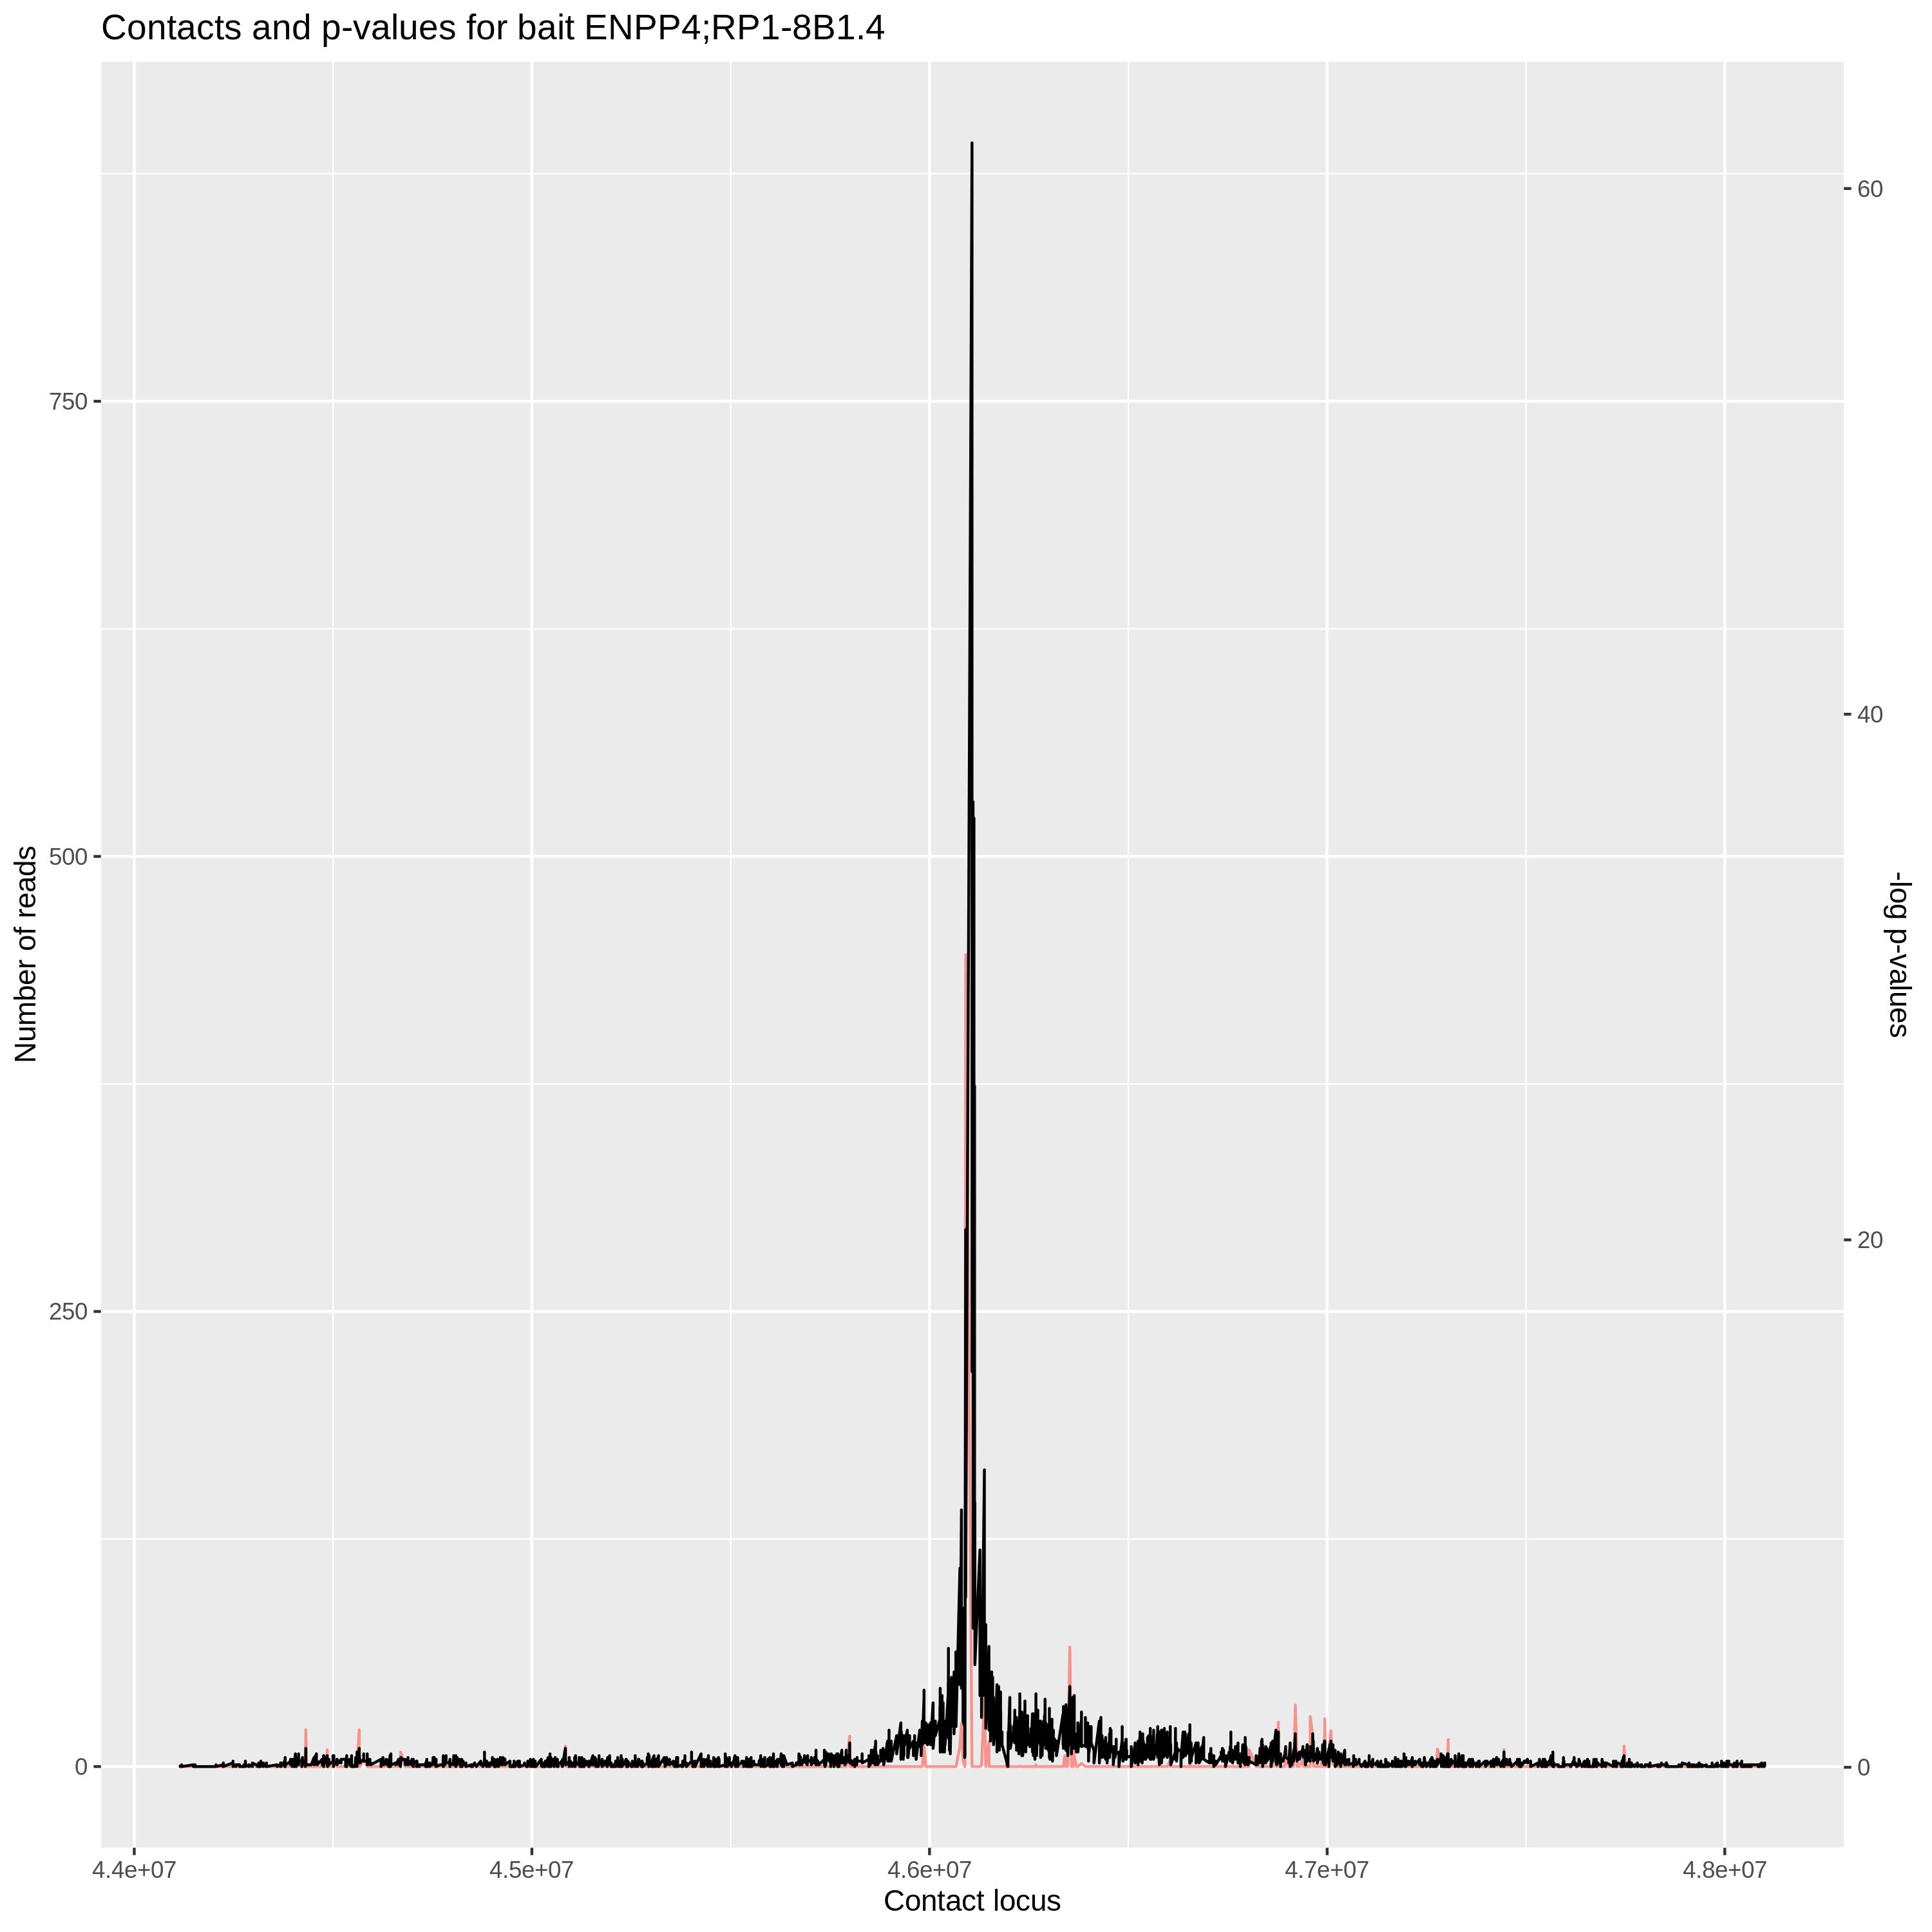 Contacts and p-values for bait ENPP4;RP1-8B1.4
Number of reads
750
500
250
0
60
40
20
0
-log p-values
4.4e+07
4.5e+07
4.6e+07
4.7e+07
4.8e+07
Contact locus